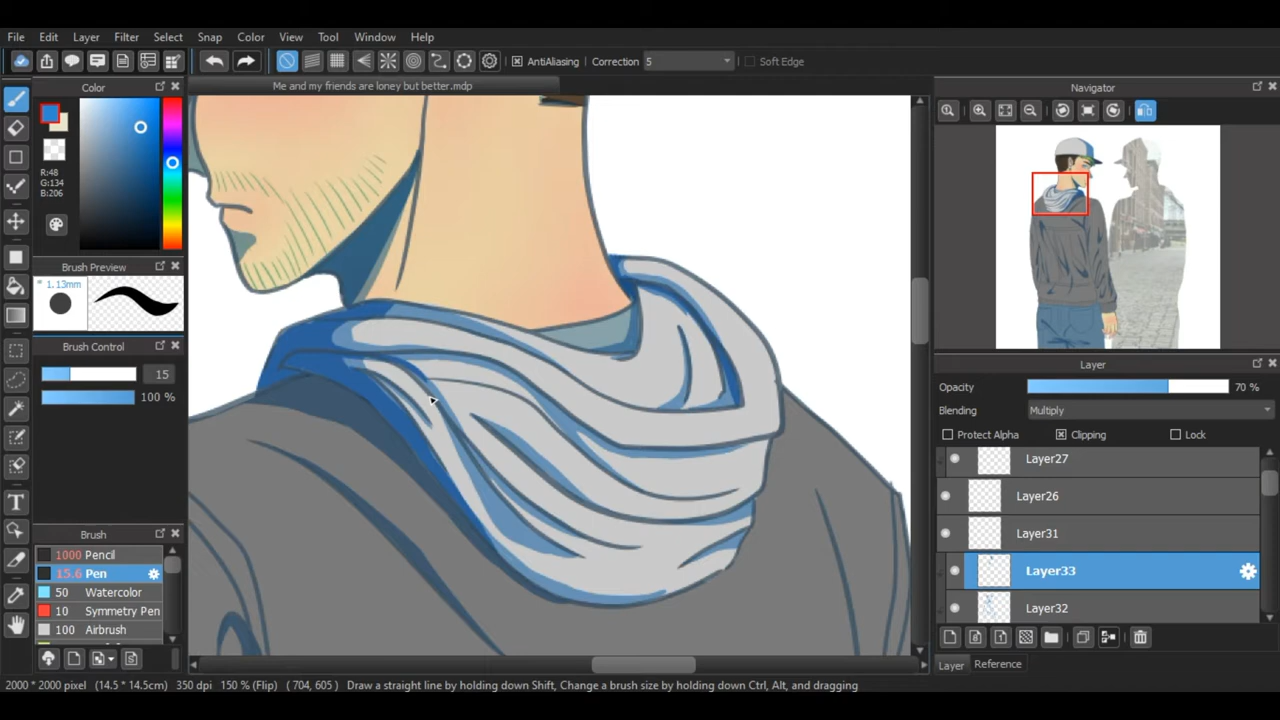 File Edit Layer Filter Select Snap Color View Tool Window Help
AntiAliasing Correction 5 Soft Edge
Me and my friends are loney but better.mdp
Color
R:48
G:134
B:206
Brush Preview
1.13mm
Brush Control
15
100 %
Brush
1000 Pencil
15.6 Pen
50 Watercolor
10 Symmetry Pen
100 Airbrush
Navigator
Layer
Opacity 70 %
Blending Multiply
Protect Alpha Clipping Lock
Layer27
Layer26
Layer31
Layer33
Layer32
Layer Reference
2000 * 2000 pixel (14.5 * 14.5cm) 350 dpi 150 % (Flip) ( 704, 605 ) Draw a straight line by holding down Shift, Change a brush size by holding down Ctrl, Alt, and dragging